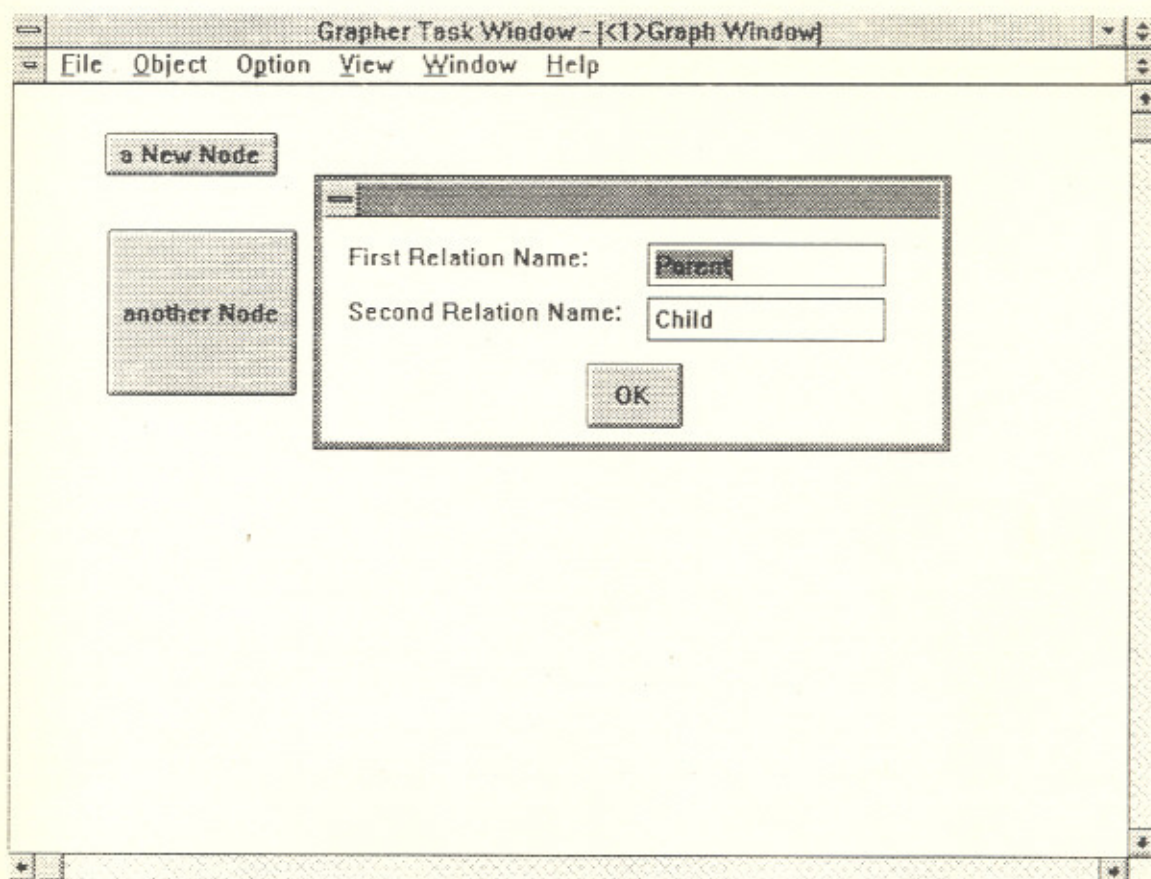 Grapher Task Window - [<1>Graph Window]
File Object Option View Window Help
a New Node
another Node
First Relation Name: Parent
Second Relation Name: Child
OK